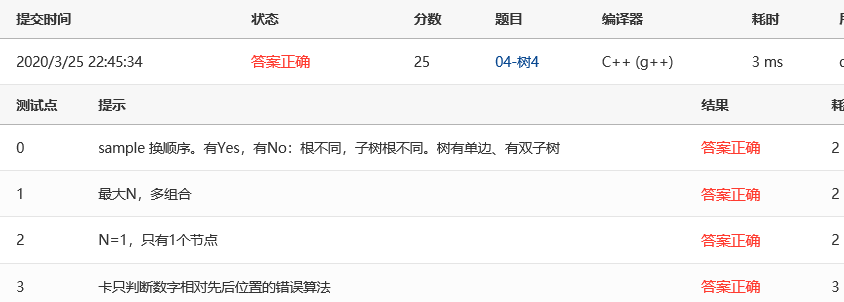 提交时间 状态 分数 题目 编译器 耗时
2020/3/25 22:45:34 答案正确 25 04-树4 C++ (g++) 3 ms
测试点 提示 结果 耗
0 sample 换顺序。有Yes，有No：根不同，子树根不同。树有单边、有双子树 答案正确 2
1 最大N，多组合 答案正确 2
2 N=1，只有1个节点 答案正确 2
3 卡只判断数字相对先后位置的错误算法 答案正确 3